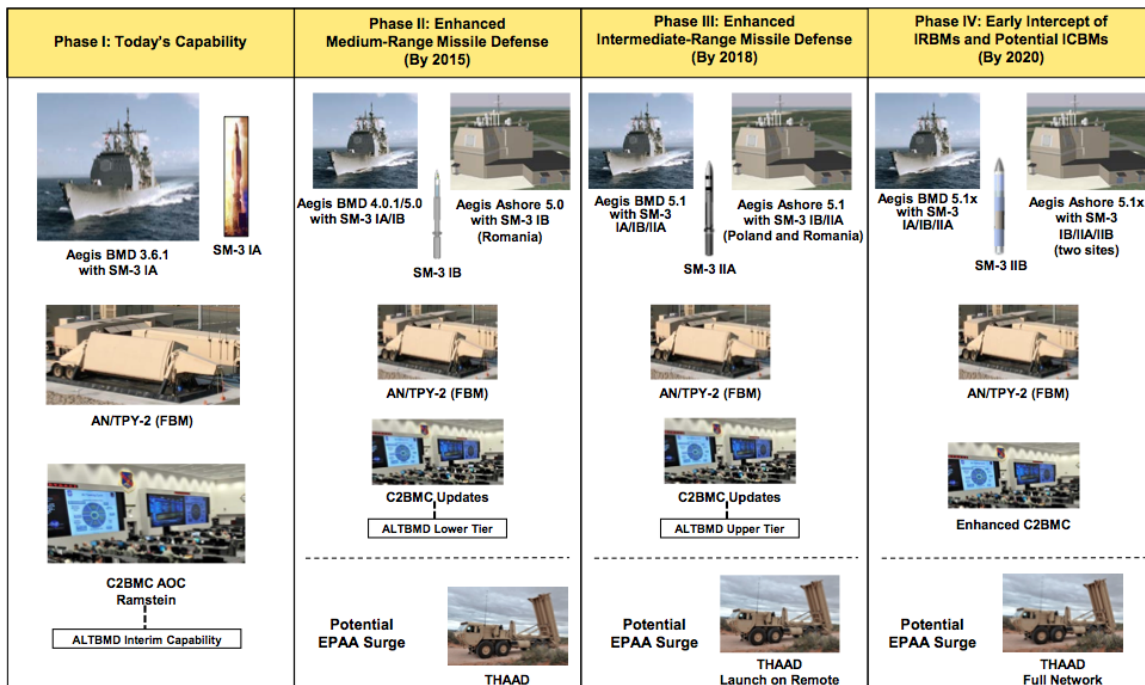 Phase I: Today's Capability
Phase II: Enhanced
Medium-Range Missile Defense
(By 2015)
Phase III: Enhanced
Intermediate-Range Missile Defense
(By 2018)
Phase IV: Early Intercept of
IRBMs and Potential ICBMs
(By 2020)
Aegis BMD 3.6.1
with SM-3 IA
SM-3 IA
AN/TPY-2 (FBM)
C2BMC AOC
Ramstein
ALTBMD Interim Capability
Aegis BMD 4.0.1/5.0
with SM-3 IA/IB
Aegis Ashore 5.0
with SM-3 IB
(Romania)
SM-3 IB
AN/TPY-2 (FBM)
C2BMC Updates
ALTBMD Lower Tier
Potential
EPAA Surge
THAAD
Aegis BMD 5.1
with SM-3
IA/IB/IIA
Aegis Ashore 5.1
with SM-3 IB/IIA
(Poland and Romania)
SM-3 IIA
AN/TPY-2 (FBM)
C2BMC Updates
ALTBMD Upper Tier
Potential
EPAA Surge
THAAD
Launch on Remote
Aegis BMD 5.1x
with SM-3
IA/IB/IIA
Aegis Ashore 5.1x
with SM-3
IB/IIA/IIB
(two sites)
SM-3 IIB
AN/TPY-2 (FBM)
Enhanced C2BMC
Potential
EPAA Surge
THAAD
Full Network